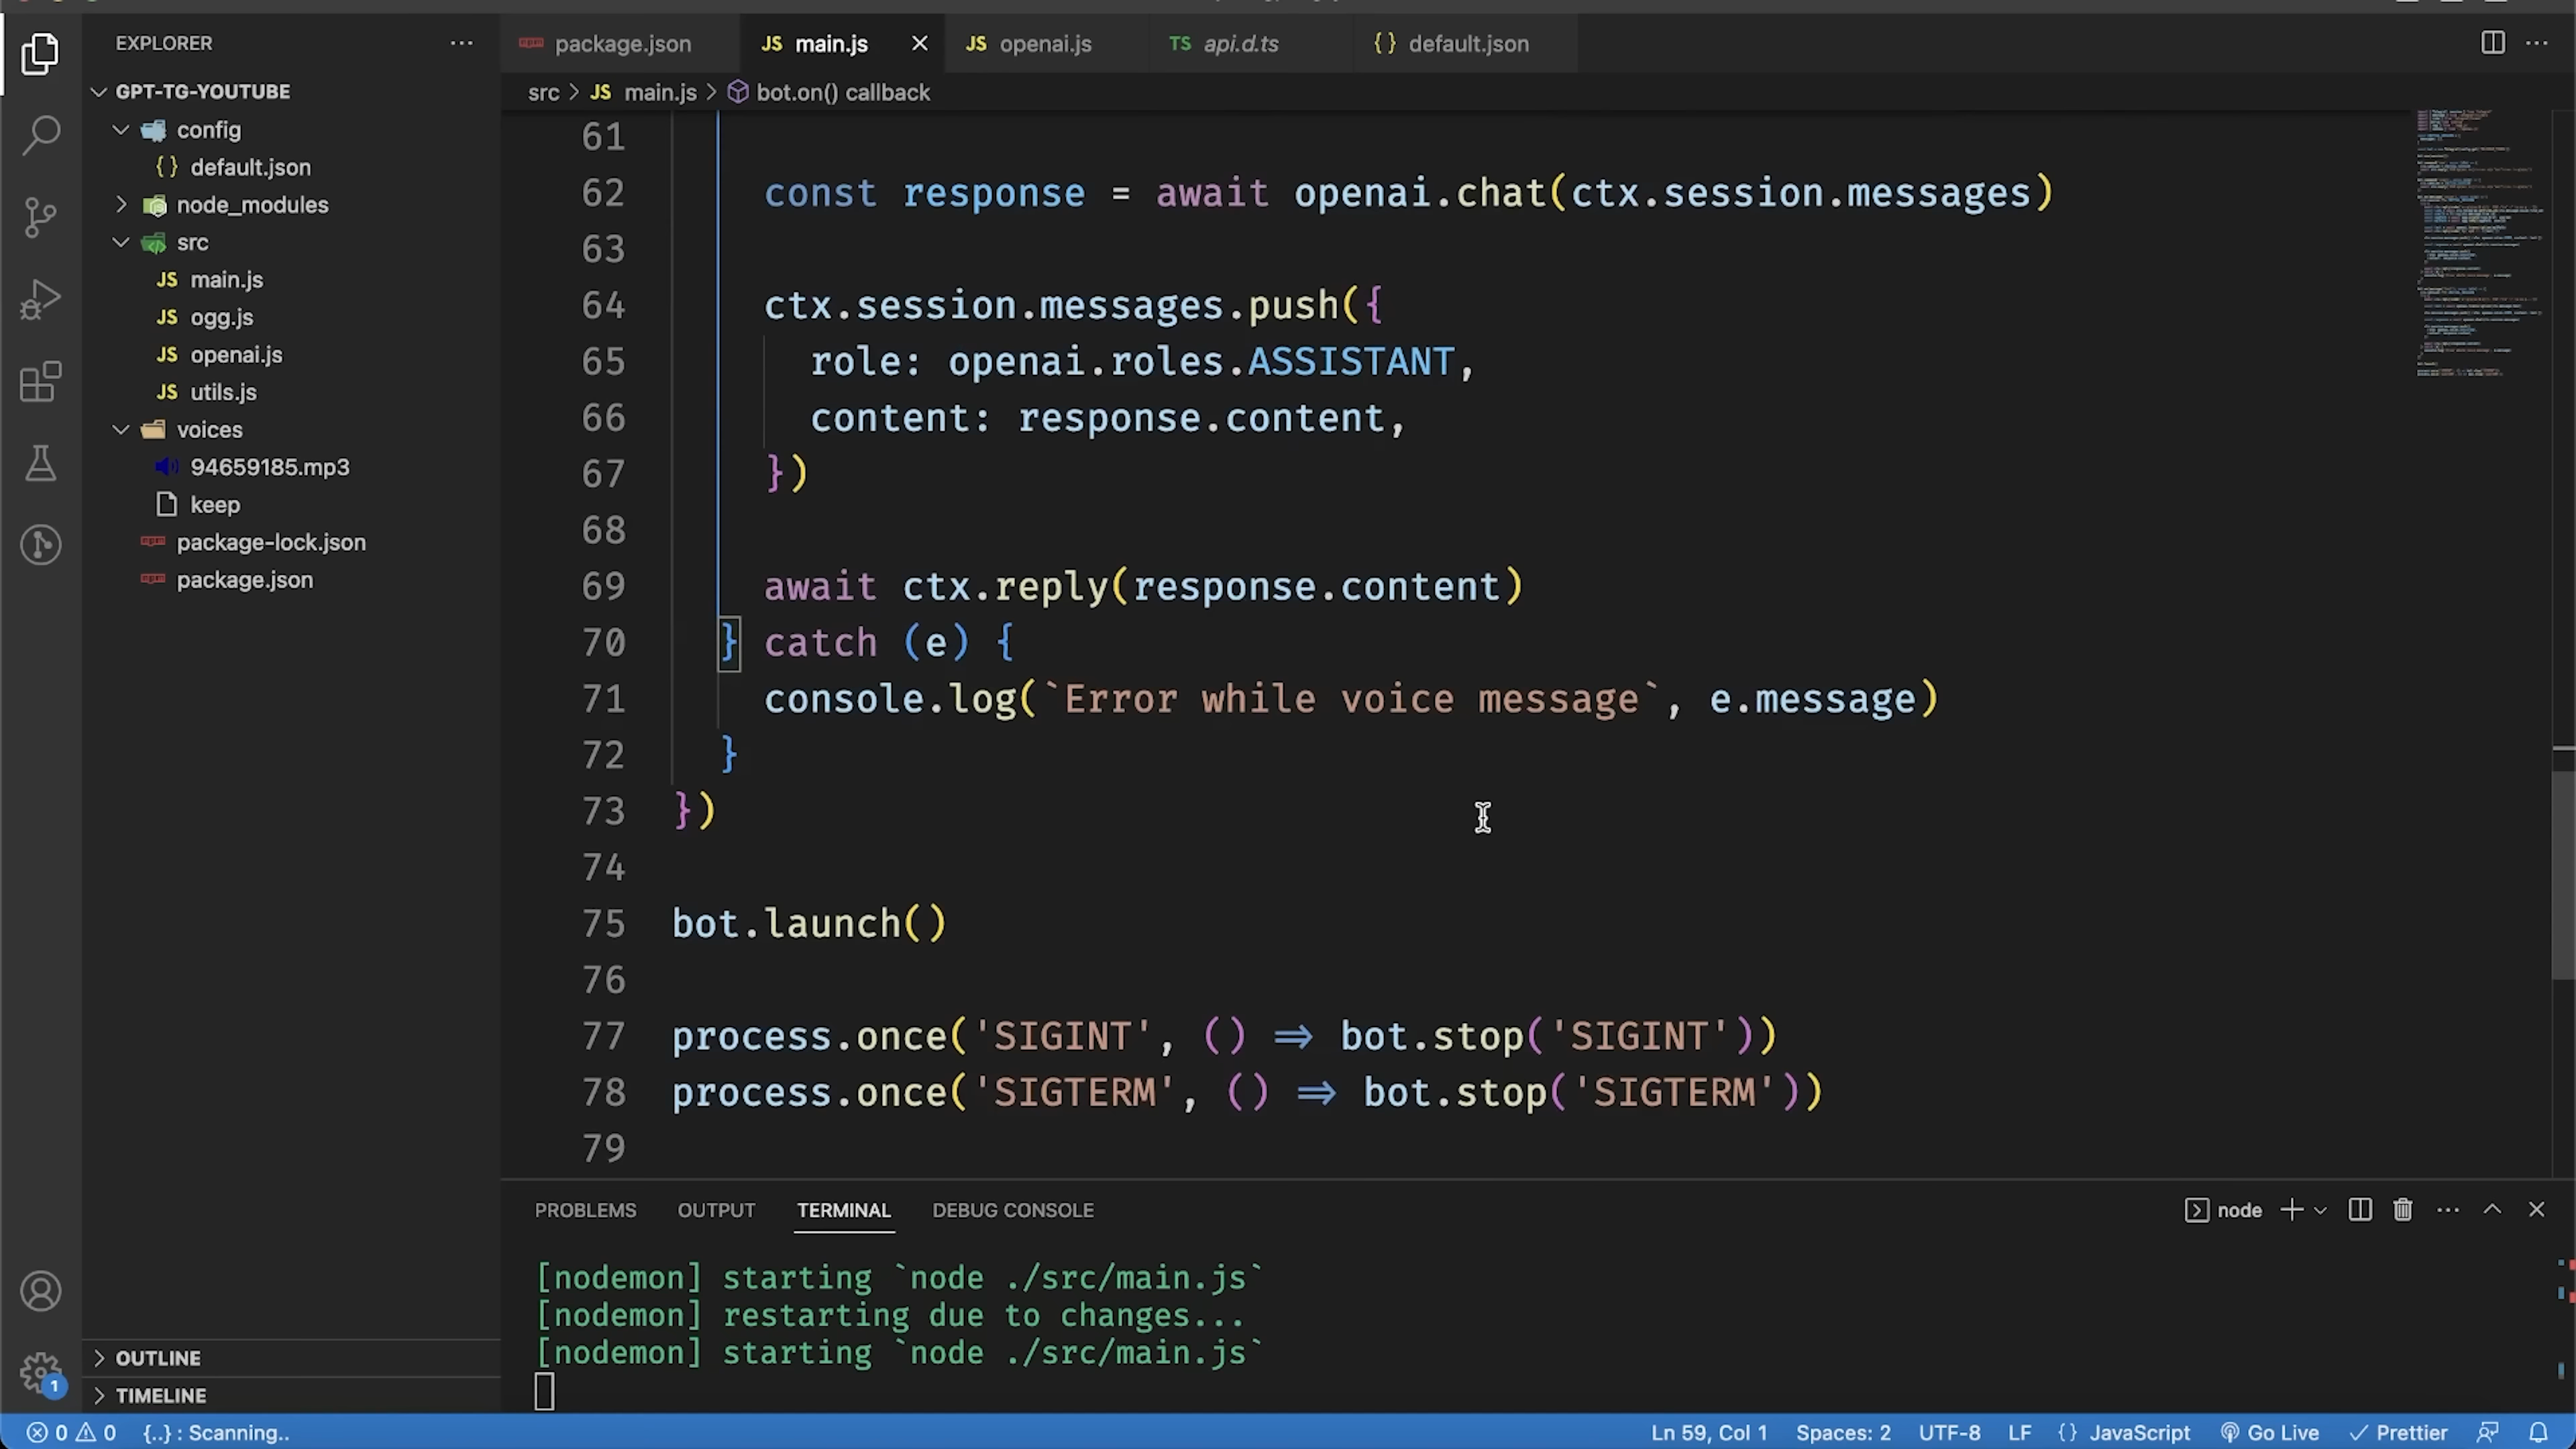 EXPLORER
GPT-TG-YOUTUBE
config
default.json
node_modules
src
main.js
ogg.js
openai.js
utils.js
voices
94659185.mp3
keep
package-lock.json
package.json
OUTLINE
TIMELINE
1
package.json
JS main.js
JS openai.js
TS api.d.ts
{} default.json
src > JS main.js > bot.on() callback
61
62 const response = await openai.chat(ctx.session.messages)
63
64 ctx.session.messages.push({
65 role: openai.roles.ASSISTANT,
66 content: response.content,
67 })
68
69 await ctx.reply(response.content)
70 } catch (e) {
71 console.log(`Error while voice message`, e.message)
72 }
73 })
74
75 bot.launch()
76
77 process.once('SIGINT', () => bot.stop('SIGINT'))
78 process.once('SIGTERM', () => bot.stop('SIGTERM'))
79
PROBLEMS OUTPUT TERMINAL DEBUG CONSOLE
node
[nodemon] starting `node ./src/main.js`
[nodemon] restarting due to changes...
[nodemon] starting `node ./src/main.js`
0 0 {..} : Scanning..
Ln 59, Col 1 Spaces: 2 UTF-8 LF {} JavaScript Go Live Prettier